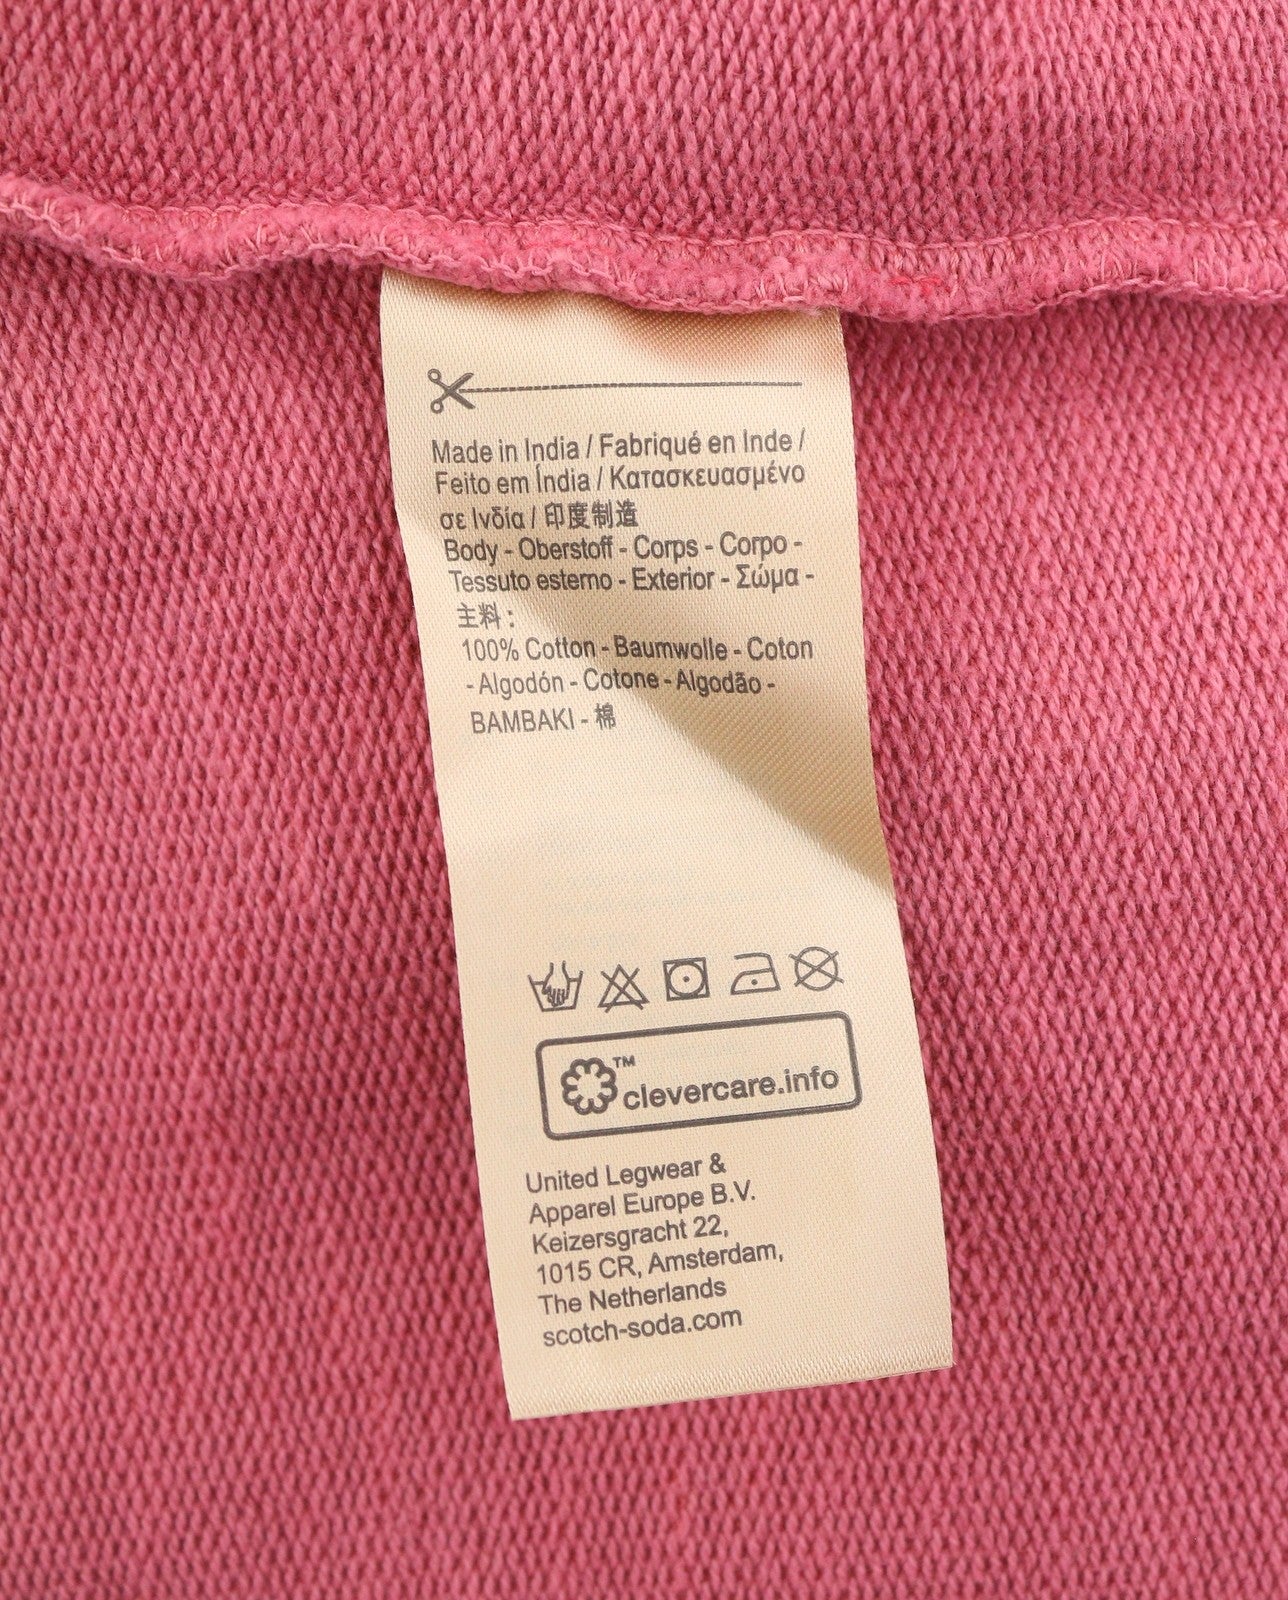 Made in India / Fabriqué en Inde /
Feito em Índia / Κατασκευασμένο
σε Ινδία / 印度制造
Body - Oberstoff - Corps - Corpo -
Tessuto esterno - Exterior - Σώμα -
主料 :
100% Cotton - Baumwolle - Coton
- Algodón - Cotone - Algodão -
BAMBAKI - 棉
™ clevercare.info
United Legwear &
Apparel Europe B.V.
Keizersgracht 22,
1015 CR, Amsterdam,
The Netherlands
scotch-soda.com